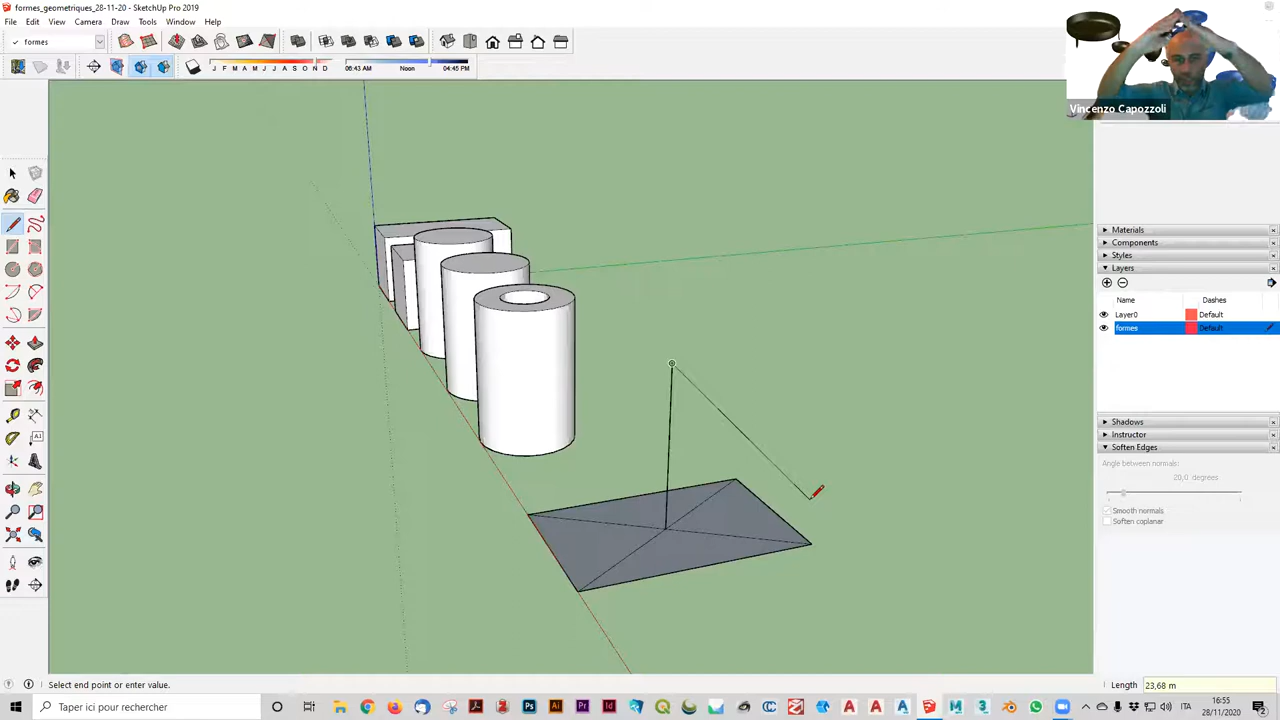 formes_geometriques_28-11-20 - SketchUp Pro 2019
File Edit View Camera Draw Tools Window Help
formes
J F M A M J J A S O N D
06:43 AM Noon 04:45 PM
Vincenzo Capozzoli
Materials
Components
Styles
Layers
Name Dashes
Layer0 Default
formes Default
Shadows
Instructor
Soften Edges
Angle between normals:
20,0 degrees
Smooth normals
Soften coplanar
Select end point or enter value.
Length 23,68 m
Tapez ici pour rechercher
ITA
16:55
28/11/2020